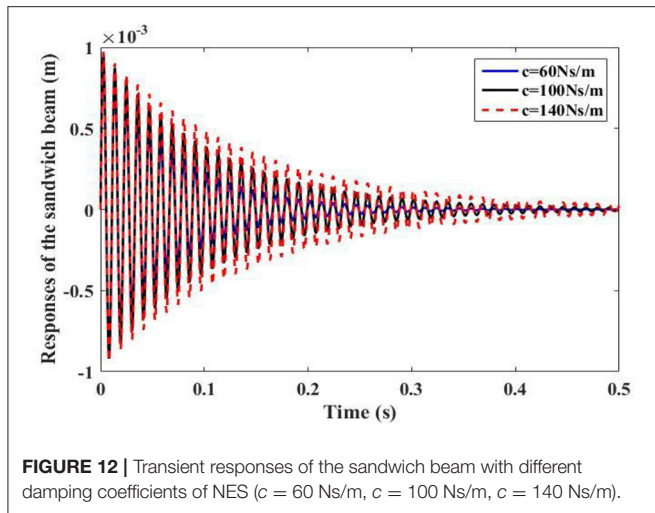 ×10⁻³
Responses of the sandwich beam (m)
1
0.5
0
-0.5
-1
c=60Ns/m
c=100Ns/m
c=140Ns/m
0 0.1 0.2 0.3 0.4 0.5
Time (s)
FIGURE 12 | Transient responses of the sandwich beam with different
damping coefficients of NES (c = 60 Ns/m, c = 100 Ns/m, c = 140 Ns/m).